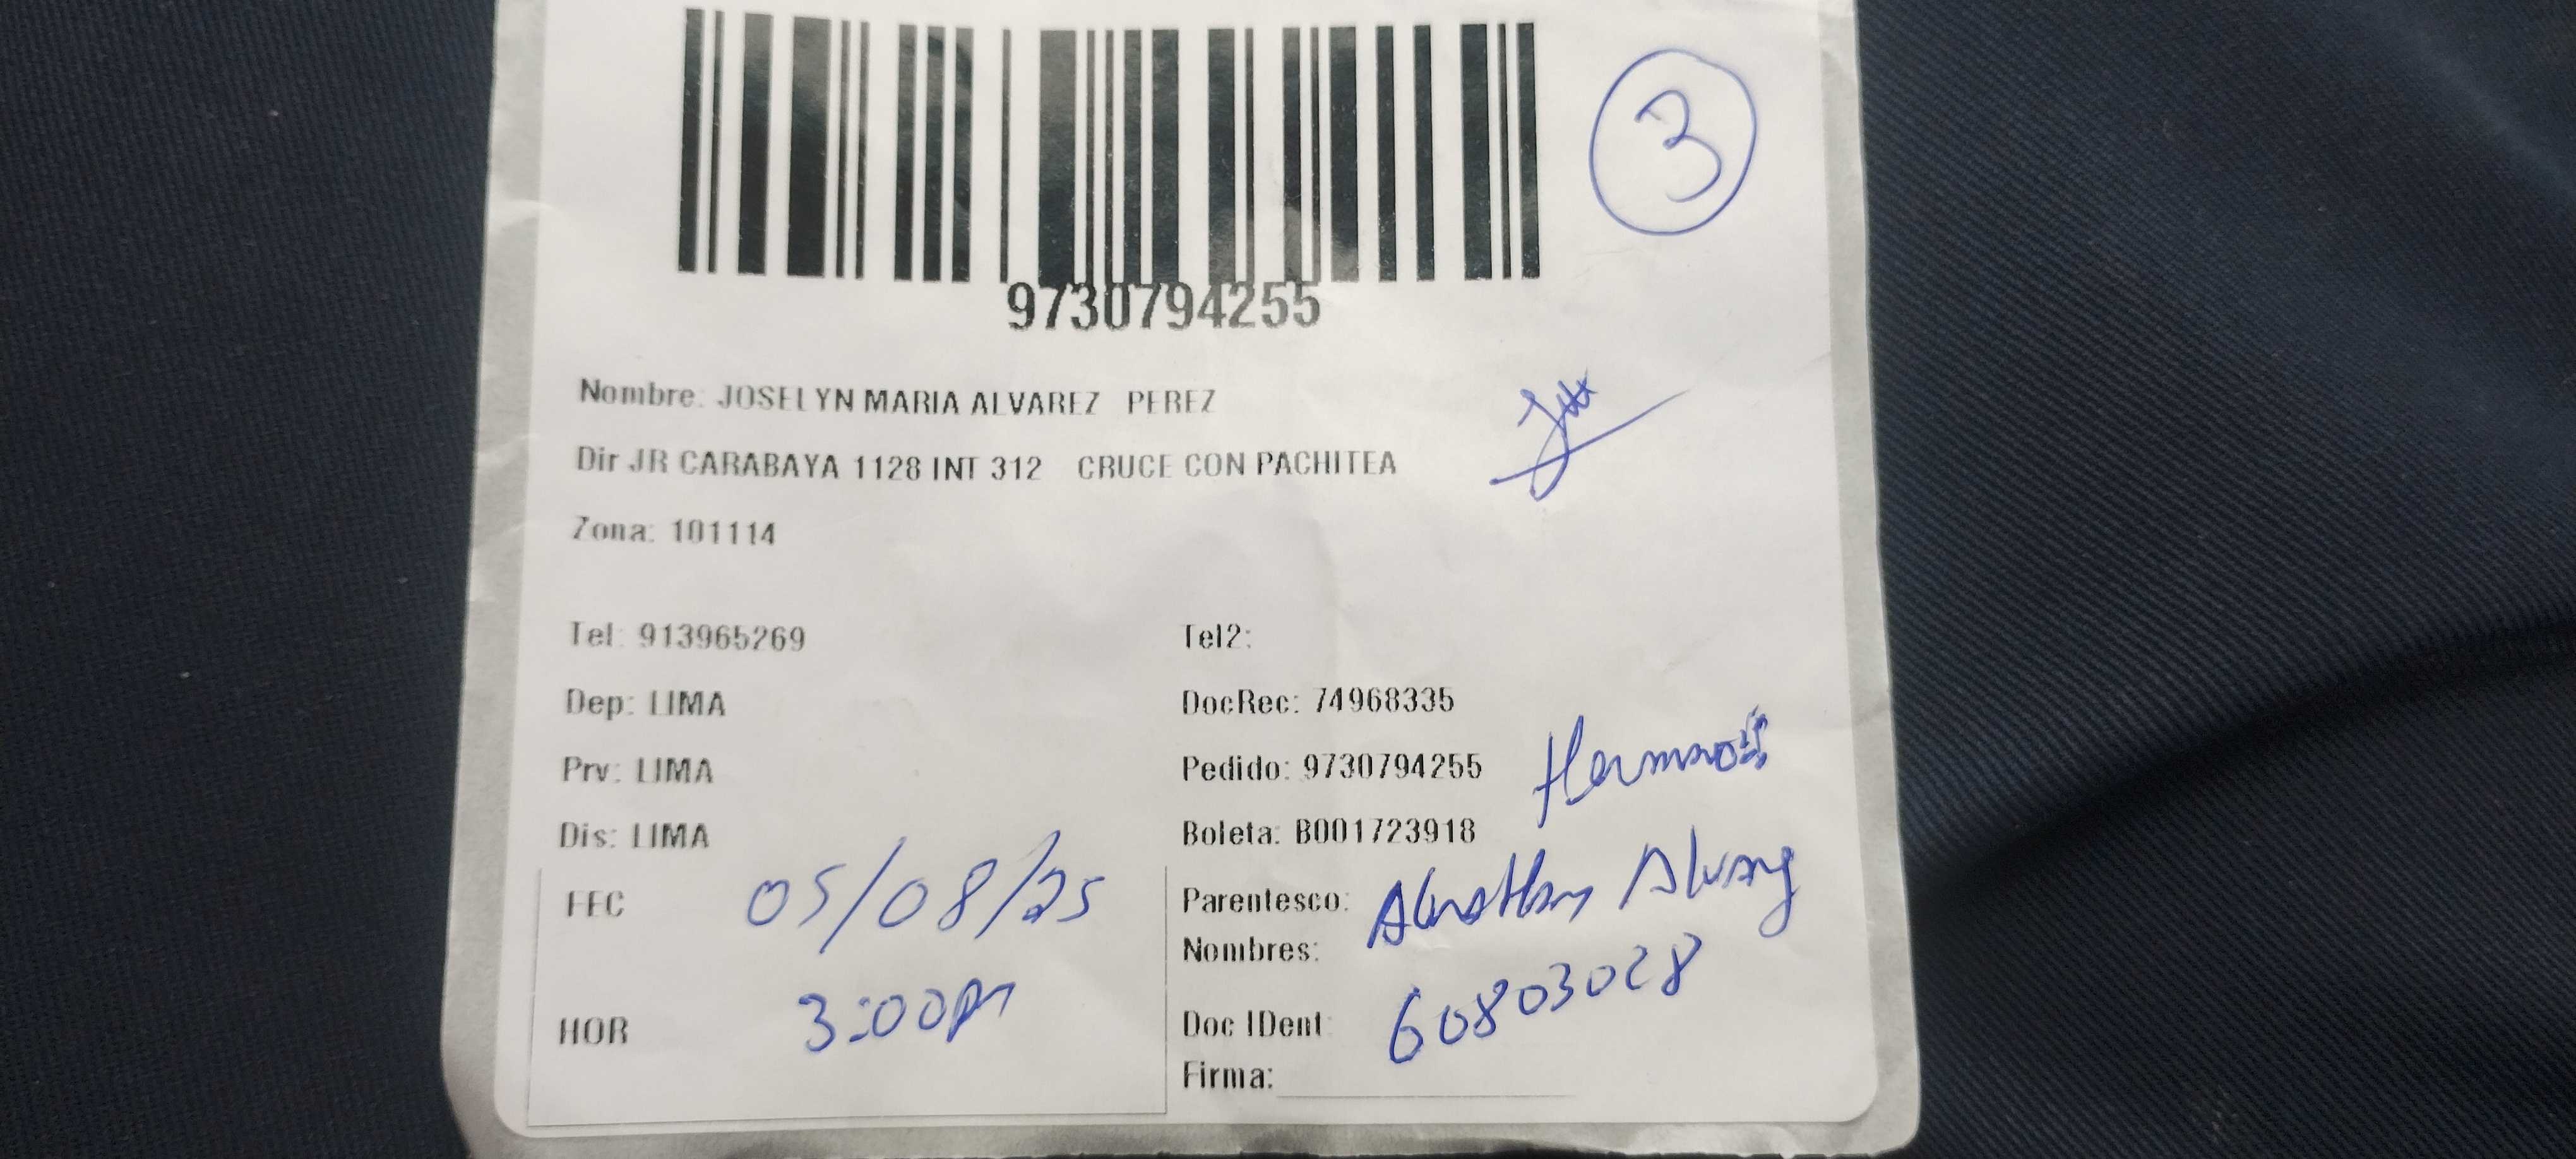 3
9730794255
Nombre: JOSELYN MARIA ALVAREZ PEREZ
Dir JR CARABAYA 1128 INT 312 CRUCE CON PACHITEA
Zona: 101114
Tel: 913965269 Tel2:
Dep: LIMA DocRec: 74968335
Prv: LIMA Pedido: 9730794255
Dis: LIMA Boleta: B001723918
FEC 05/08/25 Parentesco:
Nombres:
HOR 3:00pm Doc IDent: 60803028
Firma: